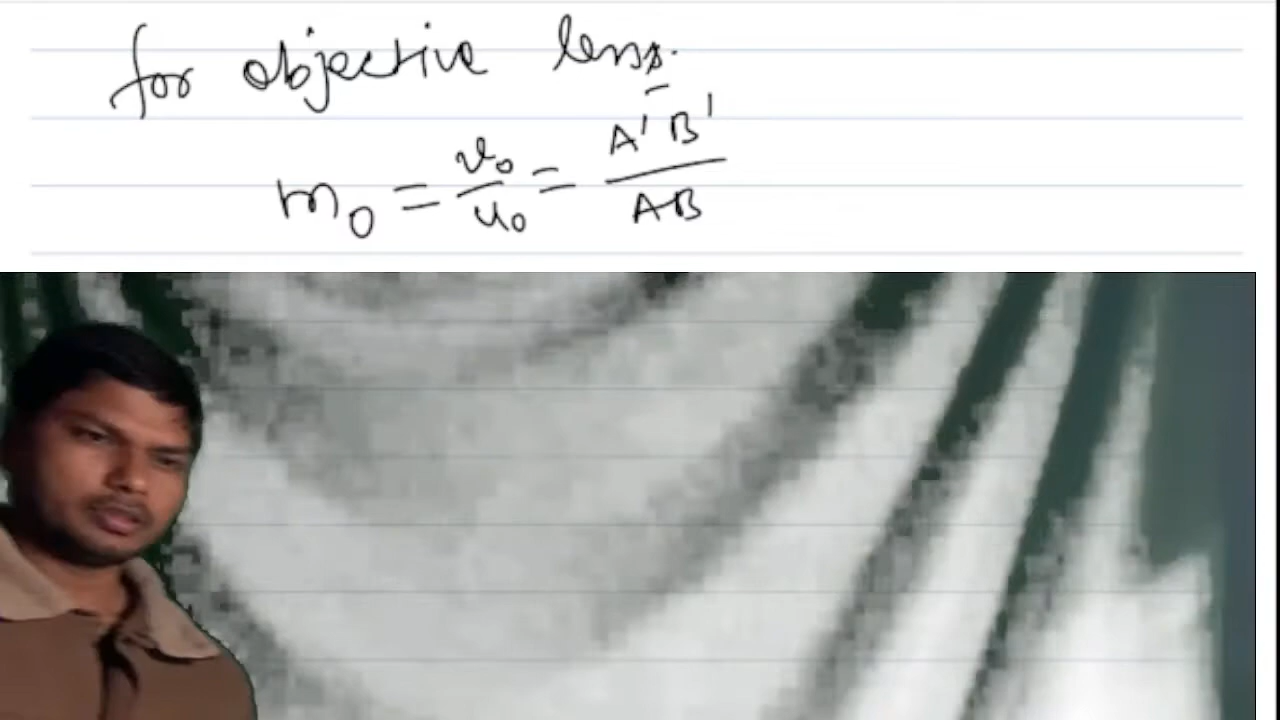 for objective lens.
m₀ = v₀/u₀ = A'B'/AB